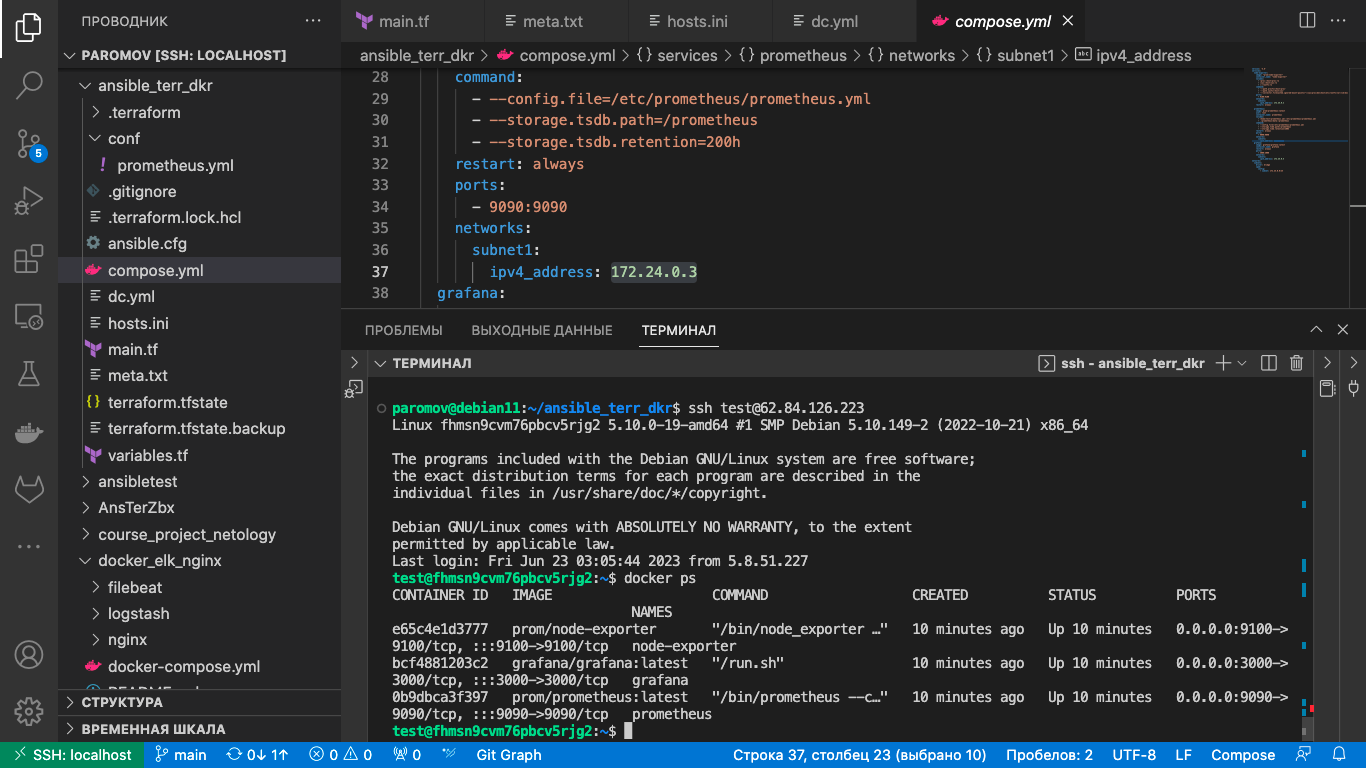 ПРОВОДНИК
···
main.tf
meta.txt
hosts.ini
dc.yml
compose.yml
PAROMOV [SSH: LOCALHOST]
ansible_terr_dkr
.terraform
conf
prometheus.yml
.gitignore
.terraform.lock.hcl
ansible.cfg
compose.yml
dc.yml
hosts.ini
main.tf
meta.txt
terraform.tfstate
terraform.tfstate.backup
variables.tf
ansibletest
AnsTerZbx
course_project_netology
docker_elk_nginx
filebeat
logstash
nginx
docker-compose.yml
СТРУКТУРА
ВРЕМЕННАЯ ШКАЛА
5
ansible_terr_dkr > compose.yml > {} services > {} prometheus > {} networks > {} subnet1 > abc ipv4_address
28 command:
29 - --config.file=/etc/prometheus/prometheus.yml
30 - --storage.tsdb.path=/prometheus
31 - --storage.tsdb.retention=200h
32 restart: always
33 ports:
34 - 9090:9090
35 networks:
36 subnet1:
37 ipv4_address: 172.24.0.3
38 grafana:
ПРОБЛЕМЫ ВЫХОДНЫЕ ДАННЫЕ ТЕРМИНАЛ
ТЕРМИНАЛ
ssh - ansible_terr_dkr
paromov@debian11:~/ansible_terr_dkr$ ssh test@62.84.126.223
Linux fhmsn9cvm76pbcv5rjg2 5.10.0-19-amd64 #1 SMP Debian 5.10.149-2 (2022-10-21) x86_64
The programs included with the Debian GNU/Linux system are free software;
the exact distribution terms for each program are described in the
individual files in /usr/share/doc/*/copyright.
Debian GNU/Linux comes with ABSOLUTELY NO WARRANTY, to the extent
permitted by applicable law.
Last login: Fri Jun 23 03:05:44 2023 from 5.8.51.227
test@fhmsn9cvm76pbcv5rjg2:~$ docker ps
CONTAINER ID IMAGE COMMAND CREATED STATUS PORTS
NAMES
e65c4e1d3777 prom/node-exporter "/bin/node_exporter …" 10 minutes ago Up 10 minutes 0.0.0.0:9100->
9100/tcp, :::9100->9100/tcp node-exporter
bcf4881203c2 grafana/grafana:latest "/run.sh" 10 minutes ago Up 10 minutes 0.0.0.0:3000->
3000/tcp, :::3000->3000/tcp grafana
0b9dbca3f397 prom/prometheus:latest "/bin/prometheus --c…" 10 minutes ago Up 10 minutes 0.0.0.0:9090->
9090/tcp, :::9090->9090/tcp prometheus
test@fhmsn9cvm76pbcv5rjg2:~$
SSH: localhost main 0↓ 1↑ 0 0 0 Git Graph Строка 37, столбец 23 (выбрано 10) Пробелов: 2 UTF-8 LF Compose